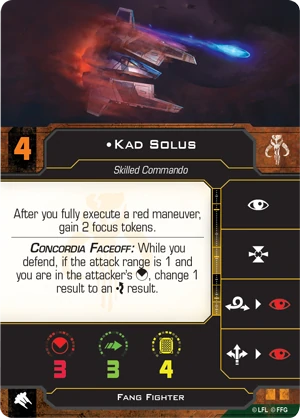 4
•Kad Solus
Skilled Commando
After you fully execute a red maneuver,
gain 2 focus tokens.
Concordia Faceoff: While you
defend, if the attack range is 1 and
you are in the attacker's , change 1
result to an result.
3 3 4
Fang Fighter
©LFL ©FFG